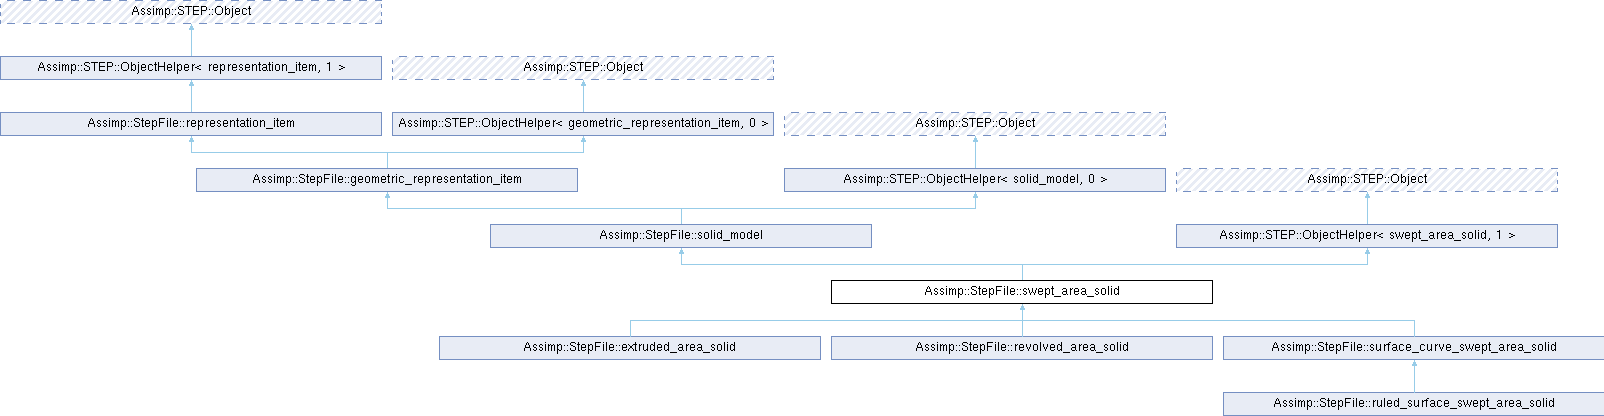 Assimp::STEP::Object
Assimp::STEP::ObjectHelper< representation_item, 1 >
Assimp::STEP::Object
Assimp::StepFile::representation_item
Assimp::STEP::ObjectHelper< geometric_representation_item, 0 >
Assimp::STEP::Object
Assimp::StepFile::geometric_representation_item
Assimp::STEP::ObjectHelper< solid_model, 0 >
Assimp::STEP::Object
Assimp::StepFile::solid_model
Assimp::STEP::ObjectHelper< swept_area_solid, 1 >
Assimp::StepFile::swept_area_solid
Assimp::StepFile::extruded_area_solid
Assimp::StepFile::revolved_area_solid
Assimp::StepFile::surface_curve_swept_area_solid
Assimp::StepFile::ruled_surface_swept_area_solid